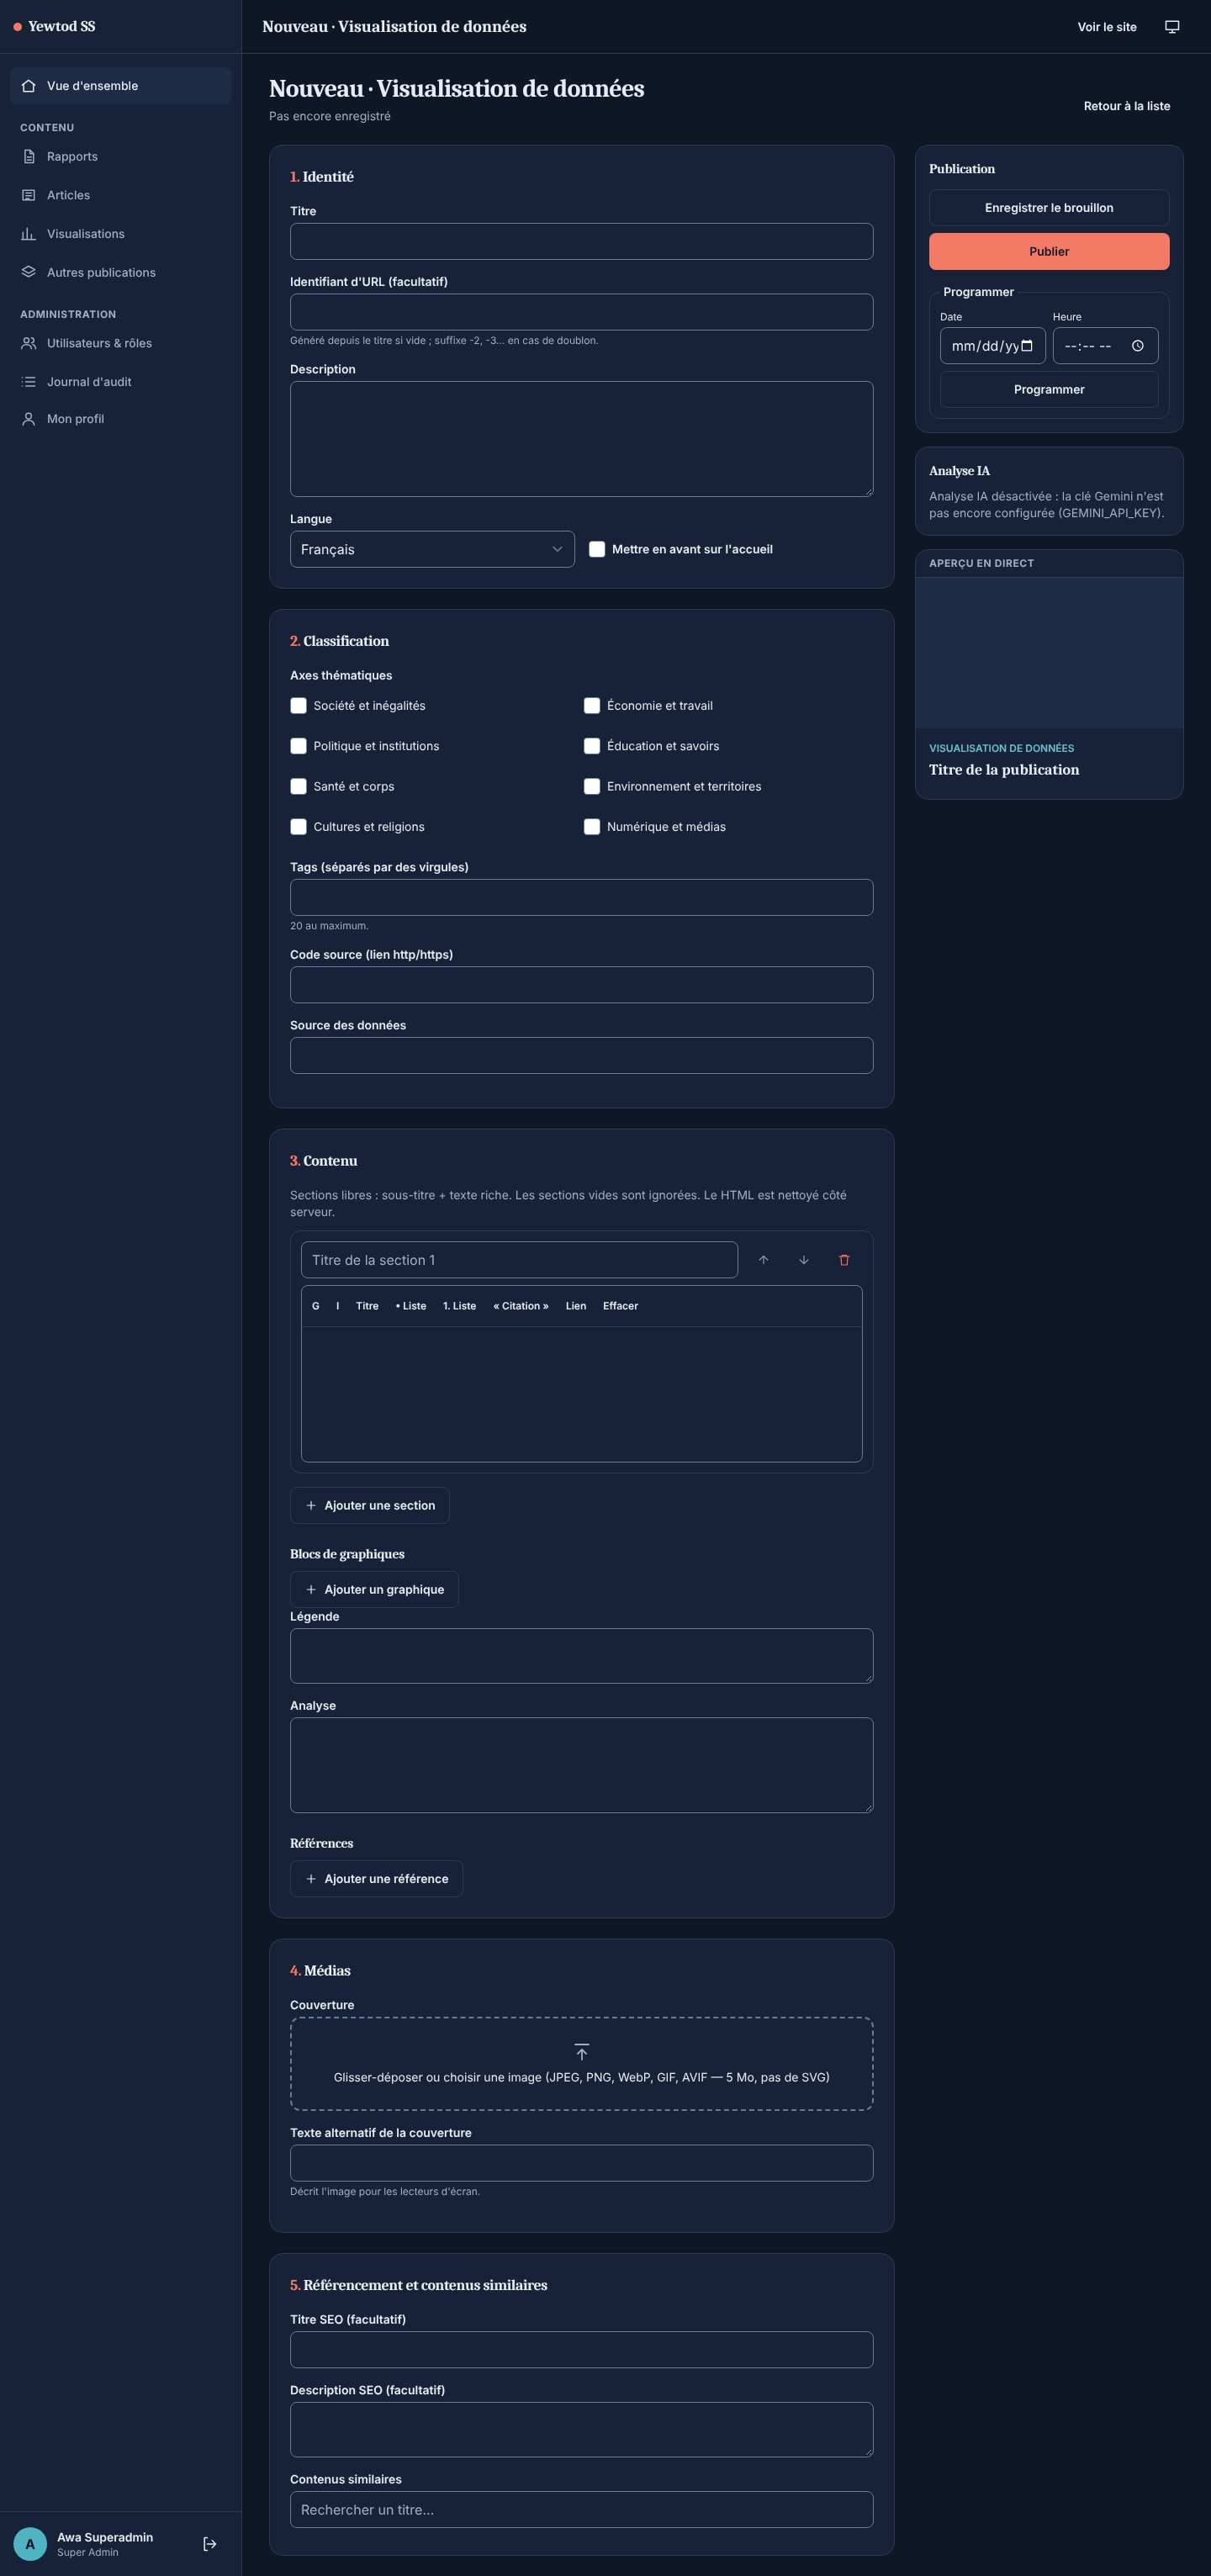 Yewtod SS
Nouveau · Visualisation de données
Voir le site
Vue d'ensemble
CONTENU
Rapports
Articles
Visualisations
Autres publications
ADMINISTRATION
Utilisateurs & rôles
Journal d'audit
Mon profil
Nouveau · Visualisation de données
Pas encore enregistré
Retour à la liste
1. Identité
Titre
Identifiant d'URL (facultatif)
Généré depuis le titre si vide ; suffixe -2, -3… en cas de doublon.
Description
Langue
Français
Mettre en avant sur l'accueil
2. Classification
Axes thématiques
Société et inégalités
Économie et travail
Politique et institutions
Éducation et savoirs
Santé et corps
Environnement et territoires
Cultures et religions
Numérique et médias
Tags (séparés par des virgules)
20 au maximum.
Code source (lien http/https)
Source des données
3. Contenu
Sections libres : sous-titre + texte riche. Les sections vides sont ignorées. Le HTML est nettoyé côté
serveur.
Titre de la section 1
G I Titre • Liste 1. Liste « Citation » Lien Effacer
Ajouter une section
Blocs de graphiques
Ajouter un graphique
Légende
Analyse
Références
Ajouter une référence
4. Médias
Couverture
Glisser-déposer ou choisir une image (JPEG, PNG, WebP, GIF, AVIF — 5 Mo, pas de SVG)
Texte alternatif de la couverture
Décrit l'image pour les lecteurs d'écran.
5. Référencement et contenus similaires
Titre SEO (facultatif)
Description SEO (facultatif)
Contenus similaires
Rechercher un titre…
Publication
Enregistrer le brouillon
Publier
Programmer
Date
Heure
mm/dd/yy
--:-- --
Programmer
Analyse IA
Analyse IA désactivée : la clé Gemini n'est
pas encore configurée (GEMINI_API_KEY).
APERÇU EN DIRECT
VISUALISATION DE DONNÉES
Titre de la publication
A
Awa Superadmin
Super Admin